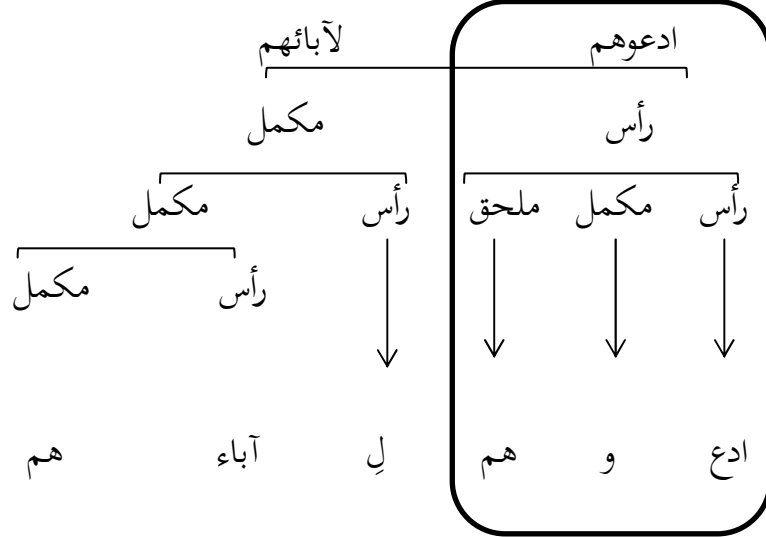 ادعوهم لآبائهم
رأس مكمل
رأس مكمل ملحق رأس مكمل
رأس مكمل
ادع و هم لِ آباء هم